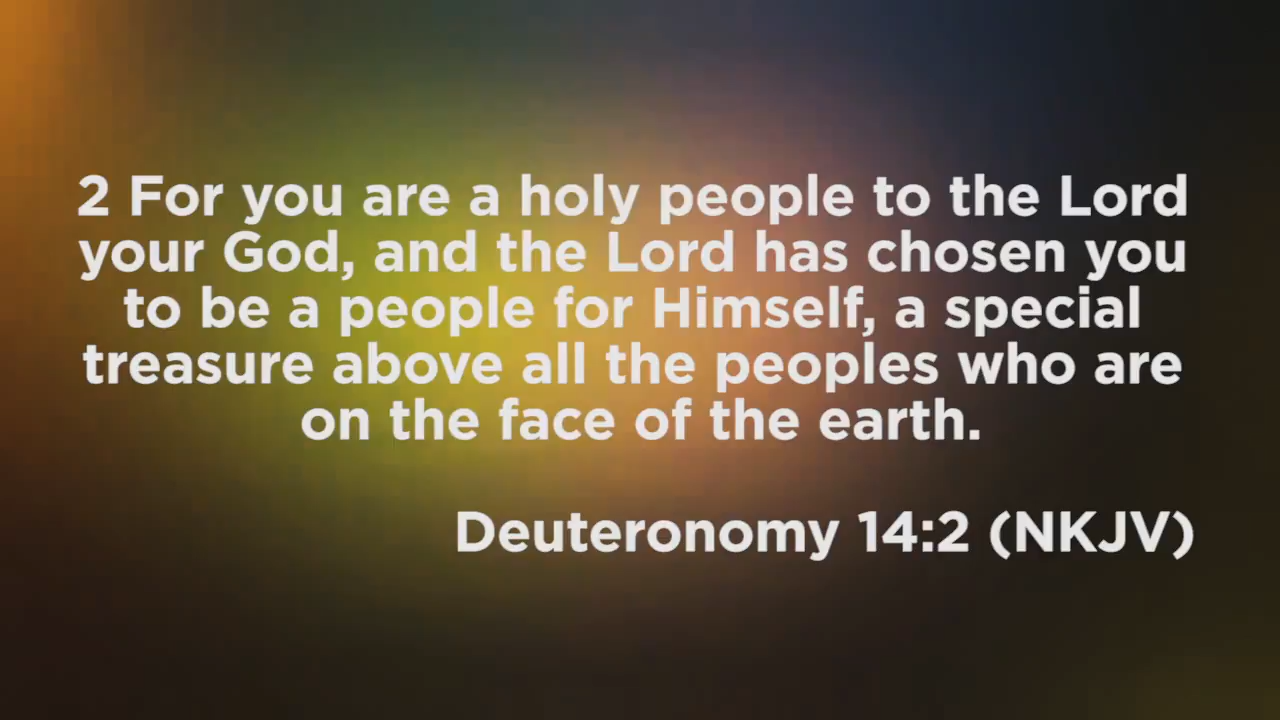 2 For you are a holy people to the Lord
your God, and the Lord has chosen you
to be a people for Himself, a special
treasure above all the peoples who are
on the face of the earth.
Deuteronomy 14:2 (NKJV)